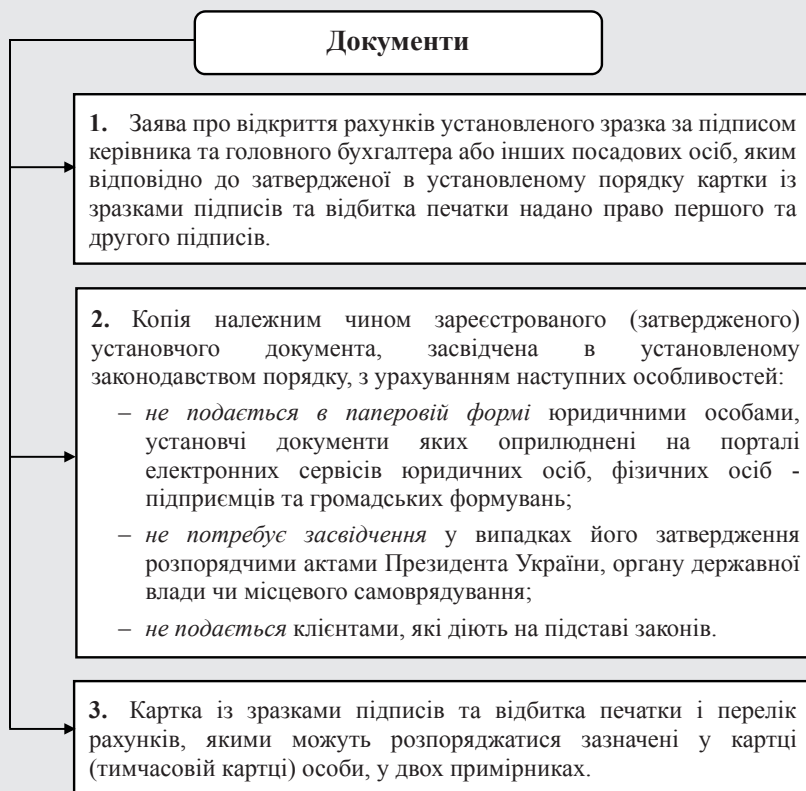 Документи
1. Заява про відкриття рахунків установленого зразка за підписом
керівника та головного бухгалтера або інших посадових осіб, яким
відповідно до затвердженої в установленому порядку картки із
зразками підписів та відбитка печатки надано право першого та
другого підписів.
2. Копія належним чином зареєстрованого (затвердженого)
установчого документа, засвідчена в установленому
законодавством порядку, з урахуванням наступних особливостей:
– не подається в паперовій формі юридичними особами,
установчі документи яких оприлюднені на порталі
електронних сервісів юридичних осіб, фізичних осіб -
підприємців та громадських формувань;
– не потребує засвідчення у випадках його затвердження
розпорядчими актами Президента України, органу державної
влади чи місцевого самоврядування;
– не подається клієнтами, які діють на підставі законів.
3. Картка із зразками підписів та відбитка печатки і перелік
рахунків, якими можуть розпоряджатися зазначені у картці
(тимчасовій картці) особи, у двох примірниках.